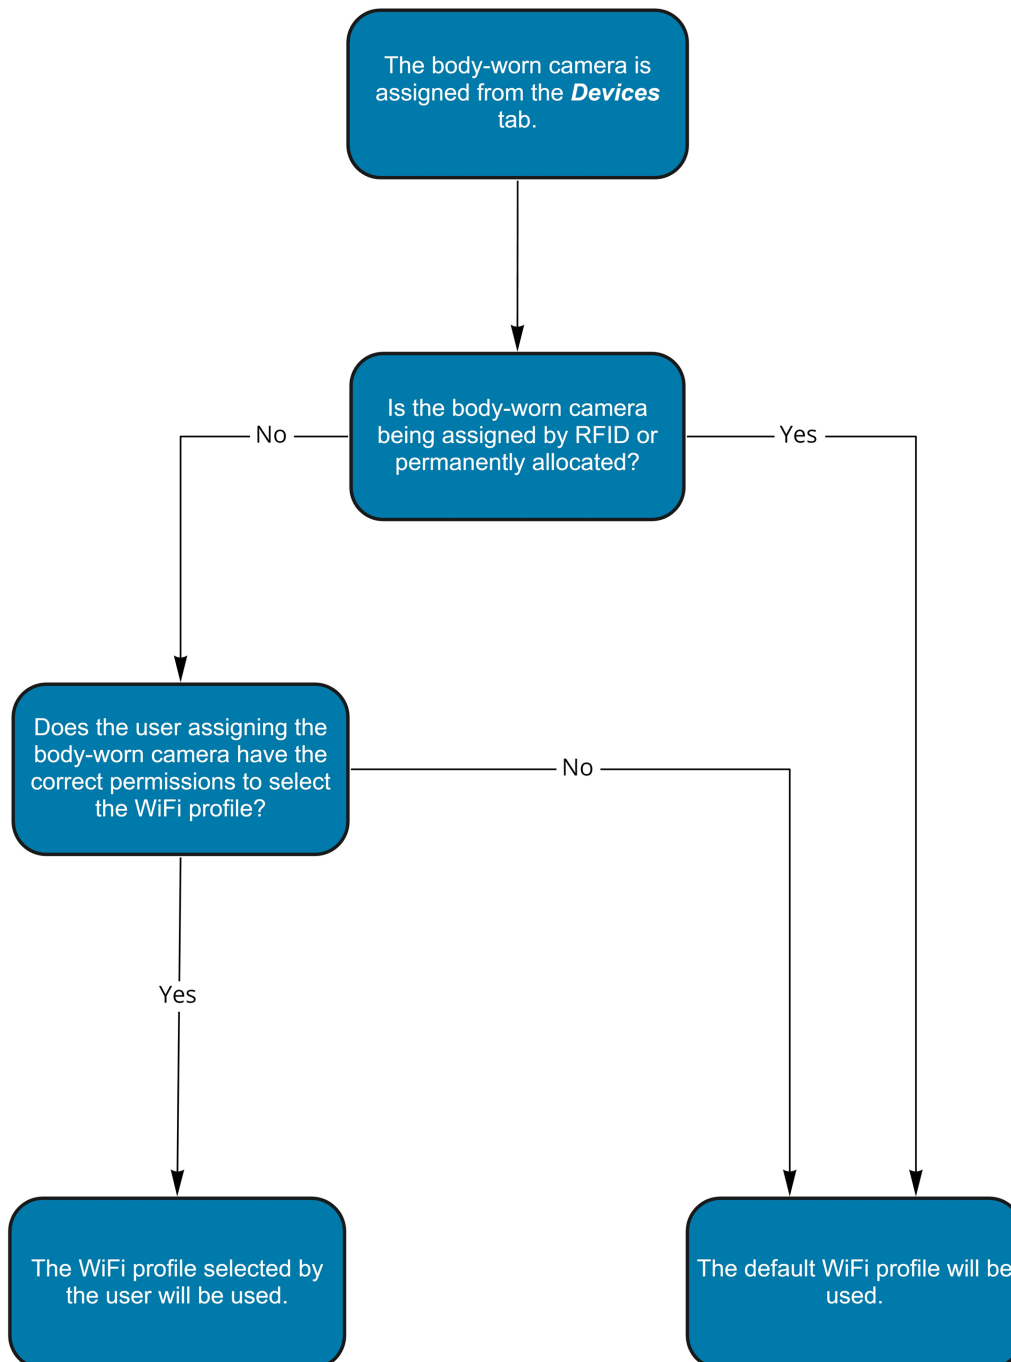 The body-worn camera is
assigned from the Devices
tab.
Is the body-worn camera
being assigned by RFID or
permanently allocated?
No
Yes
Does the user assigning the
body-worn camera have the
correct permissions to select
the WiFi profile?
No
Yes
The WiFi profile selected by
the user will be used.
The default WiFi profile will be
used.